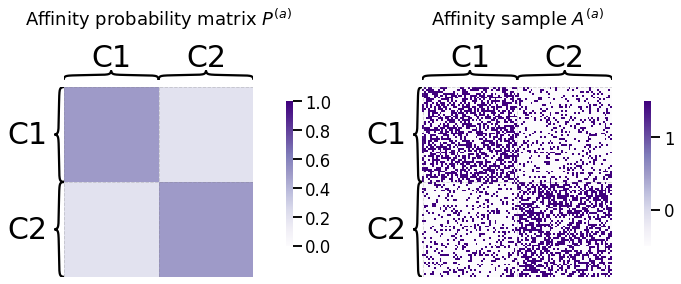 Affinity probability matrix P^(a)
C1 C2
C1
C2
1.0
0.8
0.6
0.4
0.2
0.0
Affinity sample A^(a)
C1 C2
C1
C2
1
0